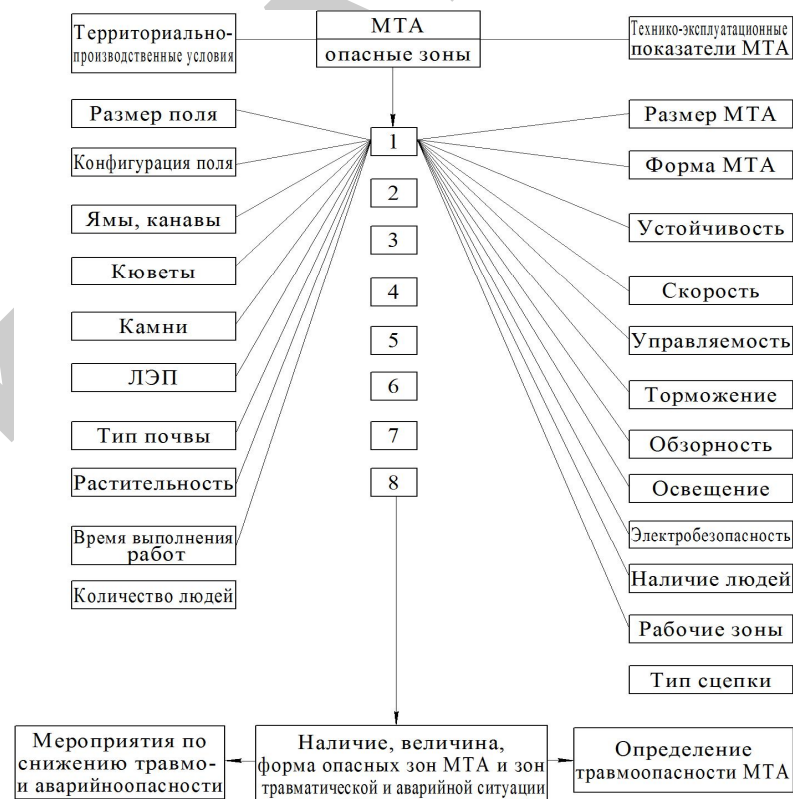 Территориально-
производственные условия
МТА
опасные зоны
Технико-эксплуатационные
показатели МТА
Размер поля
Конфигурация поля
Ямы, канавы
Кюветы
Камни
ЛЭП
Тип почвы
Растительность
Время выполнения
работ
Количество людей
1
2
3
4
5
6
7
8
Размер МТА
Форма МТА
Устойчивость
Скорость
Управляемость
Торможение
Обзорность
Освещение
Электробезопасность
Наличие людей
Рабочие зоны
Тип сцепки
Мероприятия по
снижению травмо-
и аварийноопасности
Наличие, величина,
форма опасных зон МТА и зон
травматической и аварийной ситуации
Определение
травмоопасности МТА